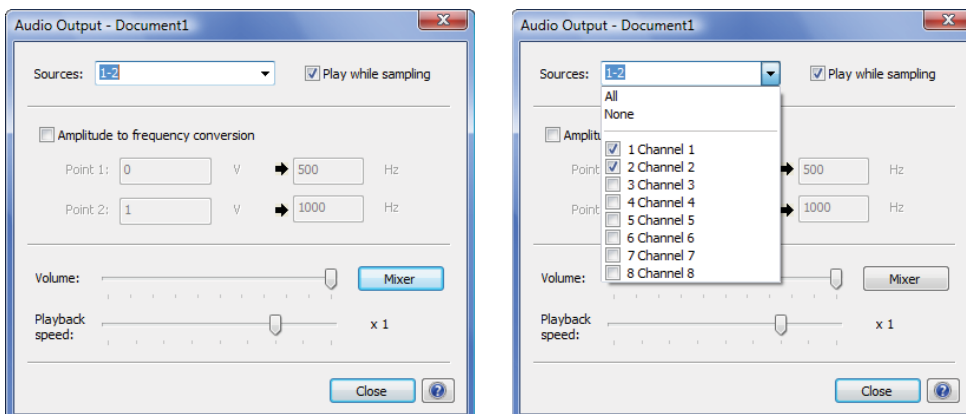 Audio Output - Document1
Sources: 1-2 Play while sampling
Amplitude to frequency conversion
Point 1: 0 V 500 Hz
Point 2: 1 V 1000 Hz
Volume: Mixer
Playback
speed: x 1
Close
Audio Output - Document1
Sources: 1-2 Play while sampling
All
None
Amplitu
1 Channel 1
2 Channel 2
Point 500 Hz
3 Channel 3
4 Channel 4
5 Channel 5
Point 1000 Hz
6 Channel 6
7 Channel 7
8 Channel 8
Volume: Mixer
Playback
speed: x 1
Close